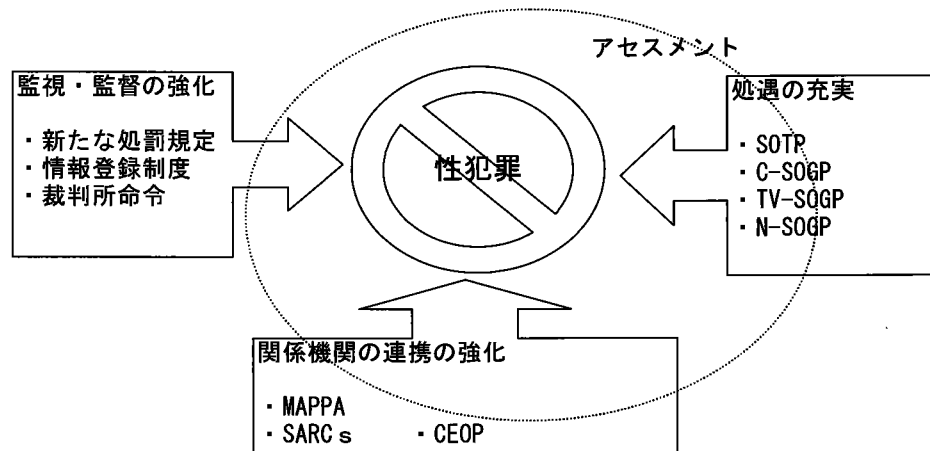 アセスメント
監視・監督の強化
・新たな処罰規定
・情報登録制度
・裁判所命令
性犯罪
処遇の充実
・SOTP
・C-SOGP
・TV-SOGP
・N-SOGP
関係機関の連携の強化
・MAPPA
・SARCs ・CEOP